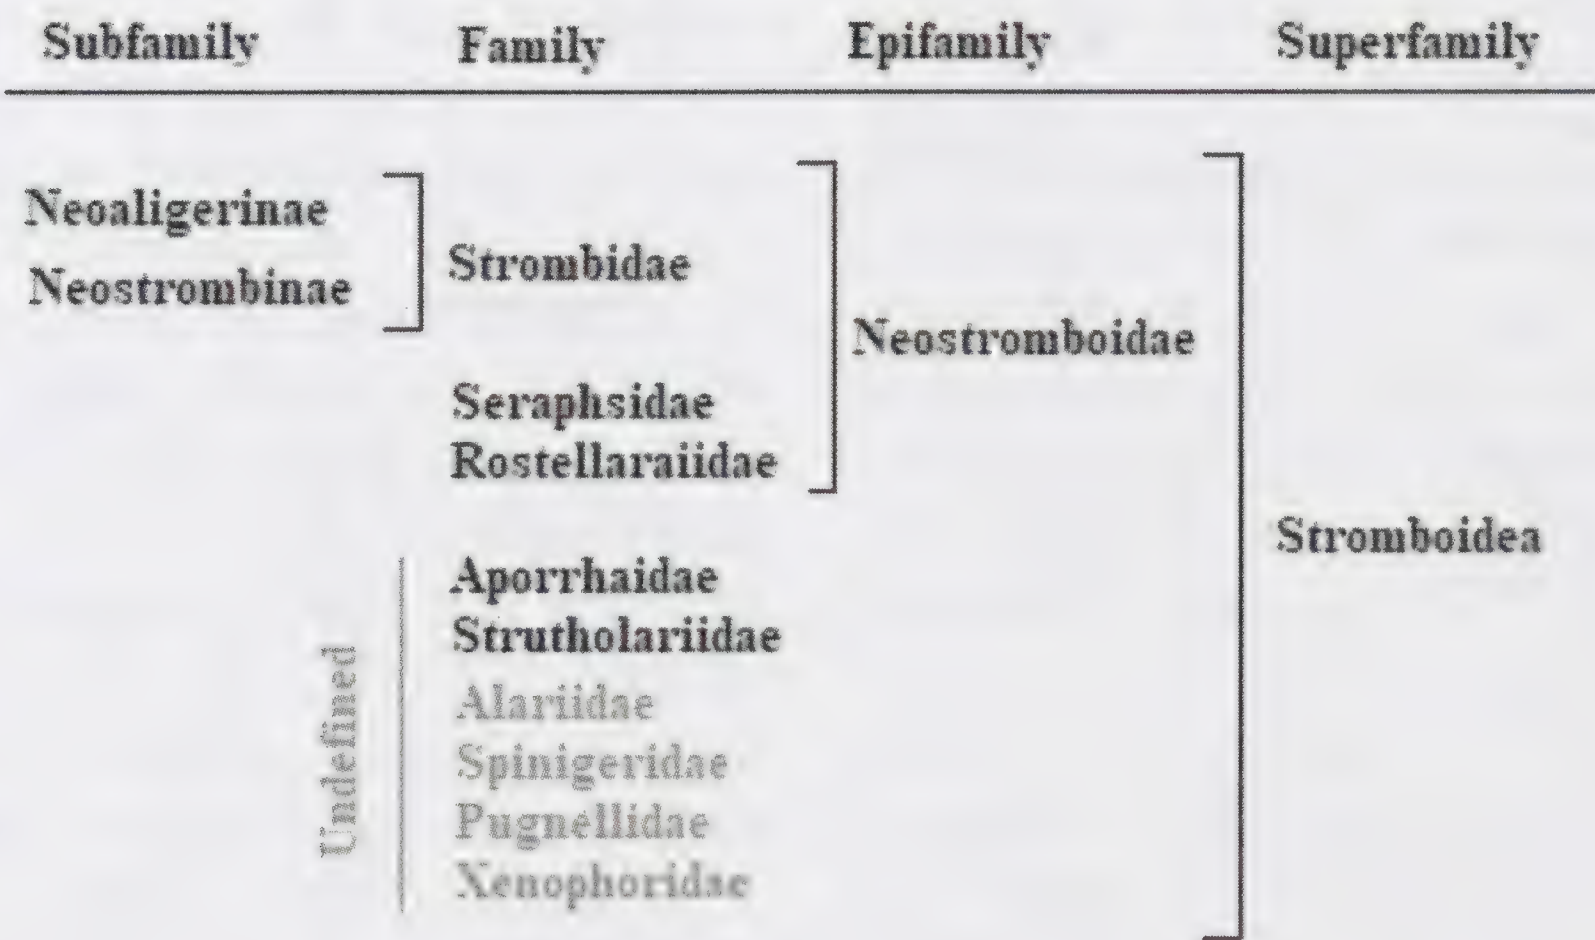 Subfamily Family Epifamily Superfamily
Neoaligerinae
Neostrombinae
Strombidae
Neostromboidae
Seraphsidae
Rostellaraiidae
Stromboidea
Aporrhaidae
Strutholariidae
Alariidae
Spinigeridae
Pugnellidae
Xenophoridae
Undefined